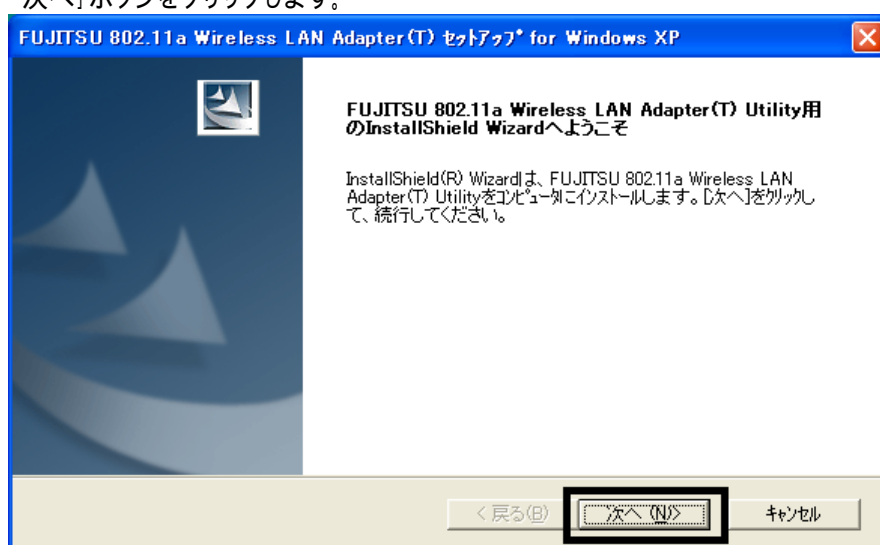 次へ]ボタンをクリックします。
FUJITSU 802.11a Wireless LAN Adapter(T) ｾｯﾄｱｯﾌﾟ for Windows XP
FUJITSU 802.11a Wireless LAN Adapter(T) Utility用
のInstallShield Wizardへようこそ
InstallShield(R) Wizardは、FUJITSU 802.11a Wireless LAN
Adapter(T) Utilityをｺﾝﾋﾟｭｰﾀにインストールします。[次へ]をｸﾘｯｸし
て、続行してください。
< 戻る(B)
次へ (N)>
ｷｬﾝｾﾙ